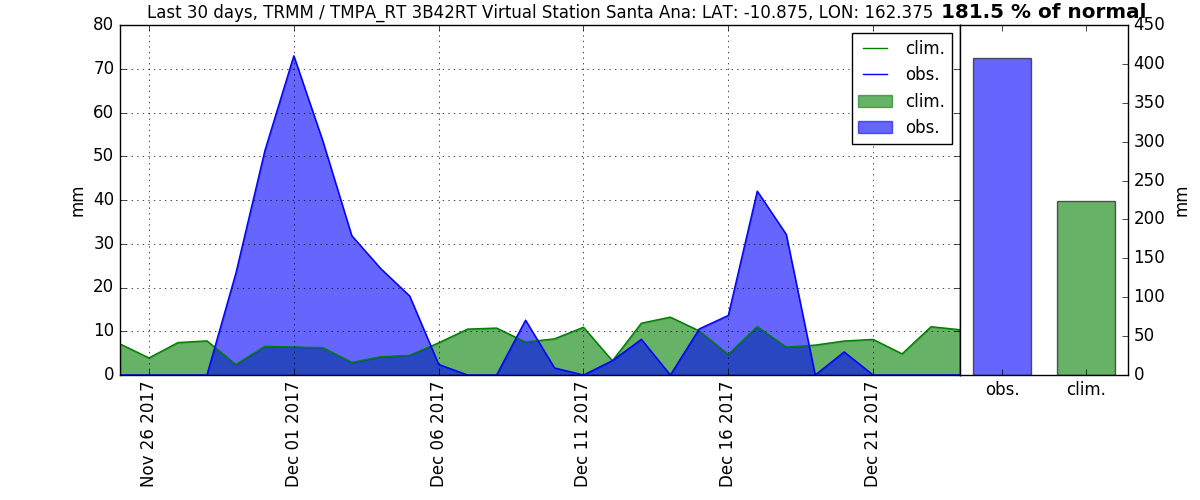 Last 30 days, TRMM / TMPA_RT 3B42RT Virtual Station Santa Ana: LAT: -10.875, LON: 162.375 181.5 % of normal
80
70
60
50
40
30
20
10
0
mm
clim.
obs.
clim.
obs.
Nov 26 2017
Dec 01 2017
Dec 06 2017
Dec 11 2017
Dec 16 2017
Dec 21 2017
450
400
350
300
250
200
150
100
50
0
mm
obs. clim.